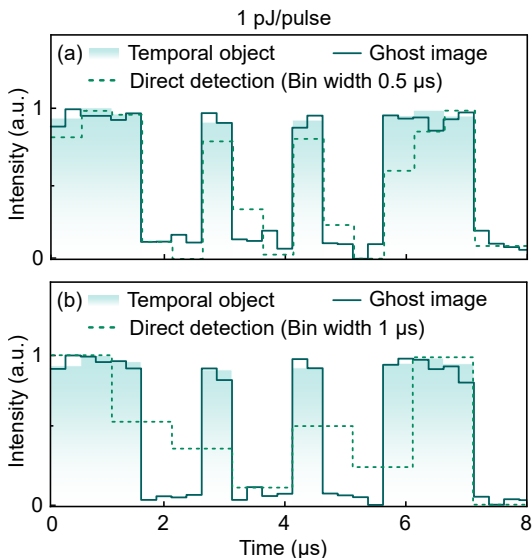 1 pJ/pulse
(a) Temporal object Ghost image
Direct detection (Bin width 0.5 μs)
1
Intensity (a.u.)
0
(b) Temporal object Ghost image
Direct detection (Bin width 1 μs)
1
Intensity (a.u.)
0
0 2 4 6 8
Time (μs)